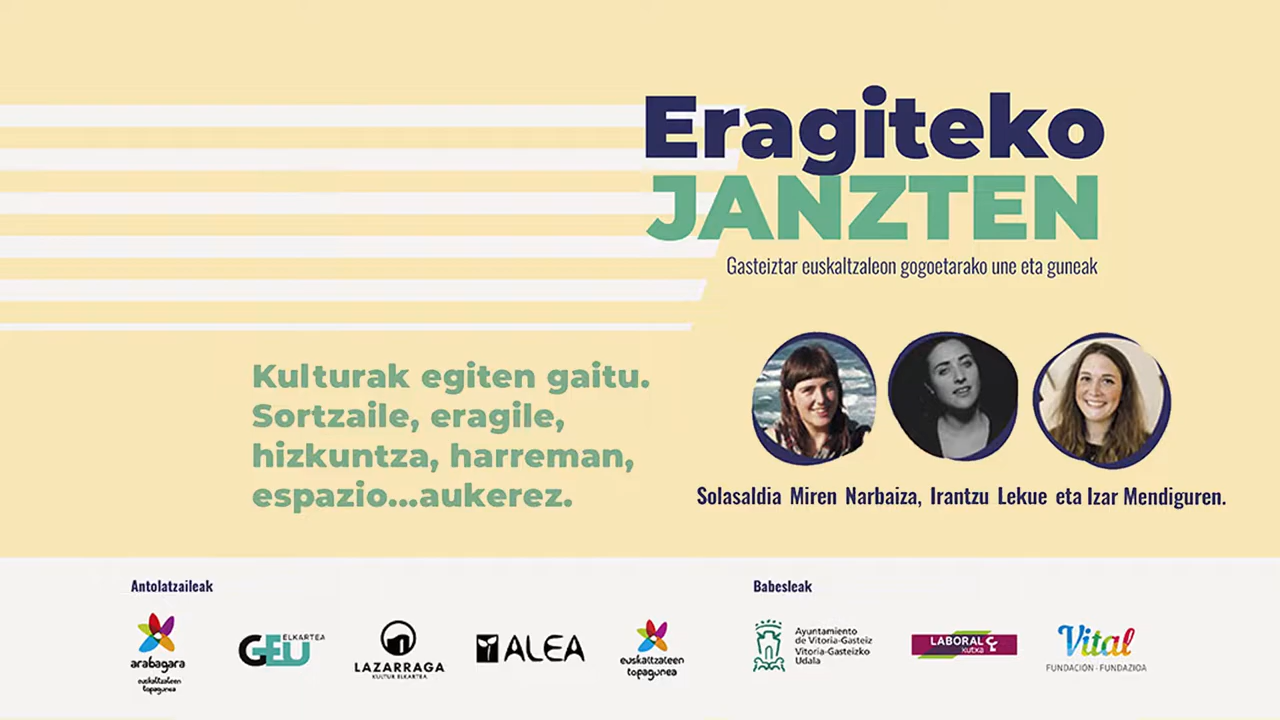 Eragiteko
JANZTEN
Gasteiztar euskaltzaleon gogoetarako une eta guneak
Kulturak egiten gaitu.
Sortzaile, eragile,
hizkuntza, harreman,
espazio...aukerez.
Solasaldia Miren Narbaiza, Irantzu Lekue eta Izar Mendiguren.
Antolatzaileak
arabagara
euskaltzaleen
topagunea
GEU ELKARTEA
LAZARRAGA
KULTUR ELKARTEA
ALEA
euskaltzaleen
topagunea
Babesleak
Ayuntamiento
de Vitoria-Gasteiz
Vitoria-Gasteizko
Udala
LABORAL
kutxa
Vital
FUNDACIÓN · FUNDAZIOA